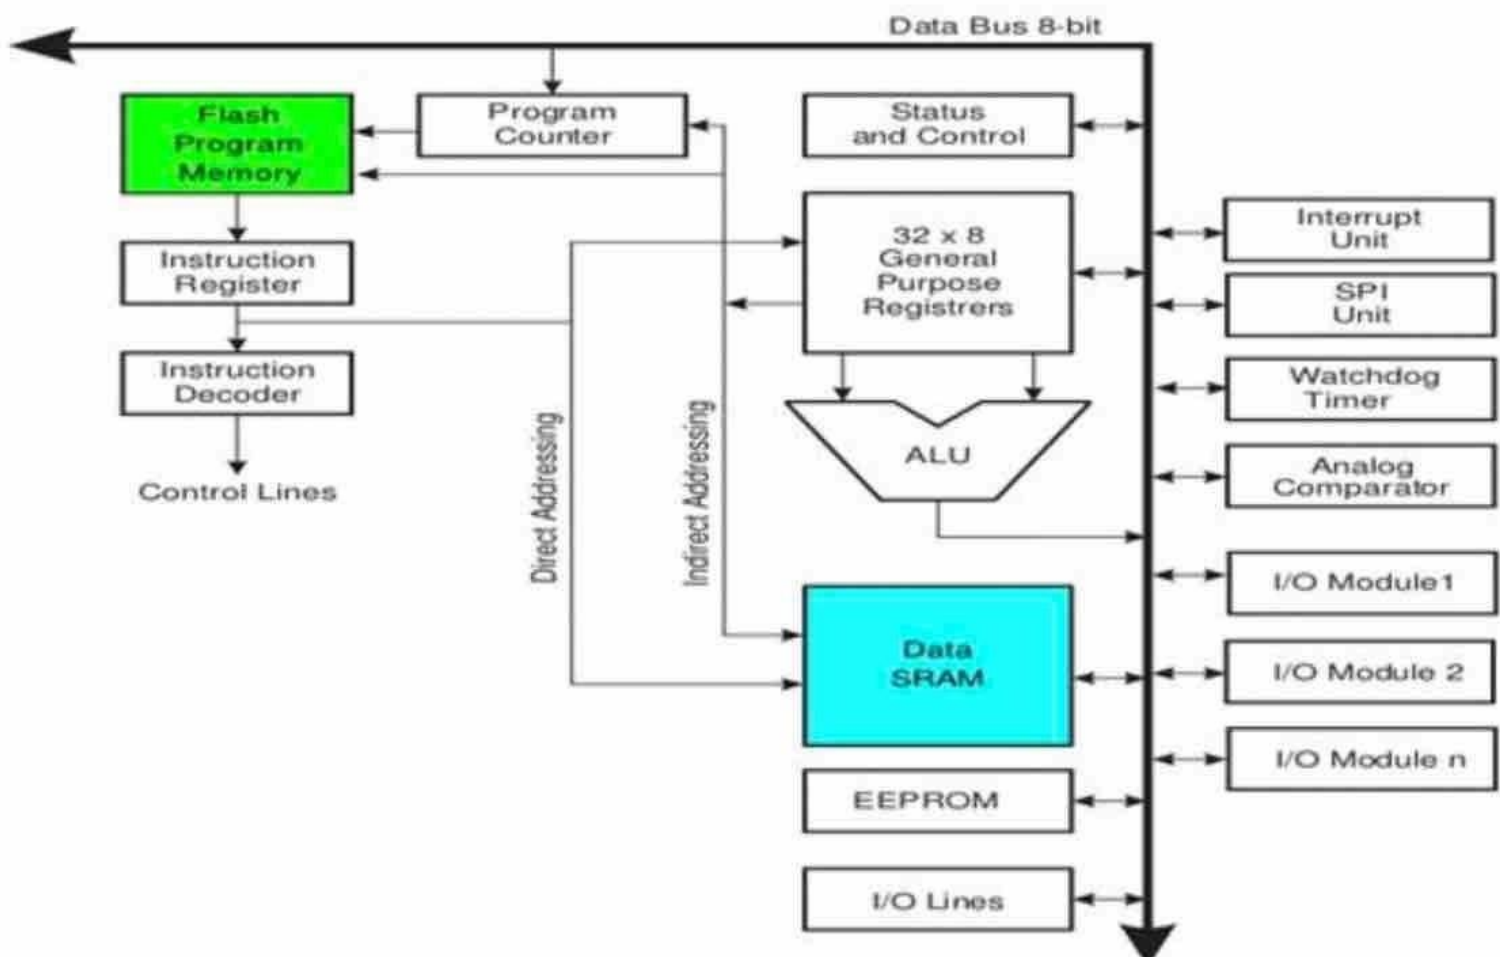 Data Bus 8-bit
Flash
Program
Memory
Program
Counter
Status
and Control
Instruction
Register
32 x 8
General
Purpose
Registrers
Interrupt
Unit
SPI
Unit
Instruction
Decoder
Watchdog
Timer
Control Lines
Direct Addressing
Indirect Addressing
ALU
Analog
Comparator
I/O Module1
Data
SRAM
I/O Module 2
I/O Module n
EEPROM
I/O Lines